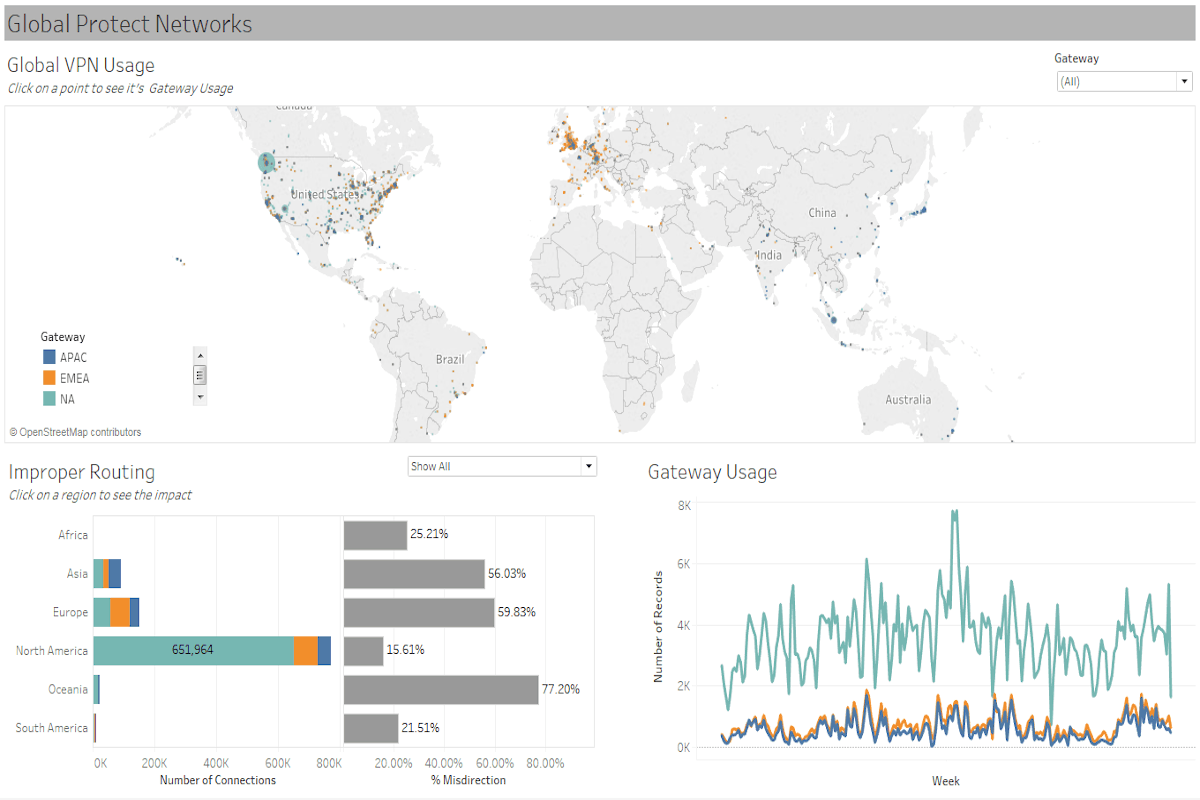 Global Protect Networks
Global VPN Usage
Click on a point to see it's Gateway Usage
Gateway
(All)
Canada
United States
China
India
Brazil
Australia
Gateway
APAC
EMEA
NA
© OpenStreetMap contributors
Improper Routing
Show All
Click on a region to see the impact
Africa 25.21%
Asia 56.03%
Europe 59.83%
North America 651,964 15.61%
Oceania 77.20%
South America 21.51%
0K 200K 400K 600K 800K 20.00% 40.00% 60.00% 80.00%
Number of Connections % Misdirection
Gateway Usage
8K
6K
4K
2K
0K
Number of Records
Week